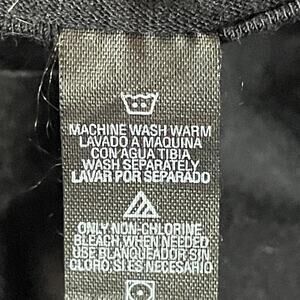 MACHINE WASH WARM
LAVADO A MAQUINA
CON AGUA TIBIA
WASH SEPARATELY
LAVAR POR SEPARADO
ONLY NON-CHLORINE
BLEACH, WHEN NEEDED
USE BLANQUEADOR SIN
CLORO, SI ES NECESARIO